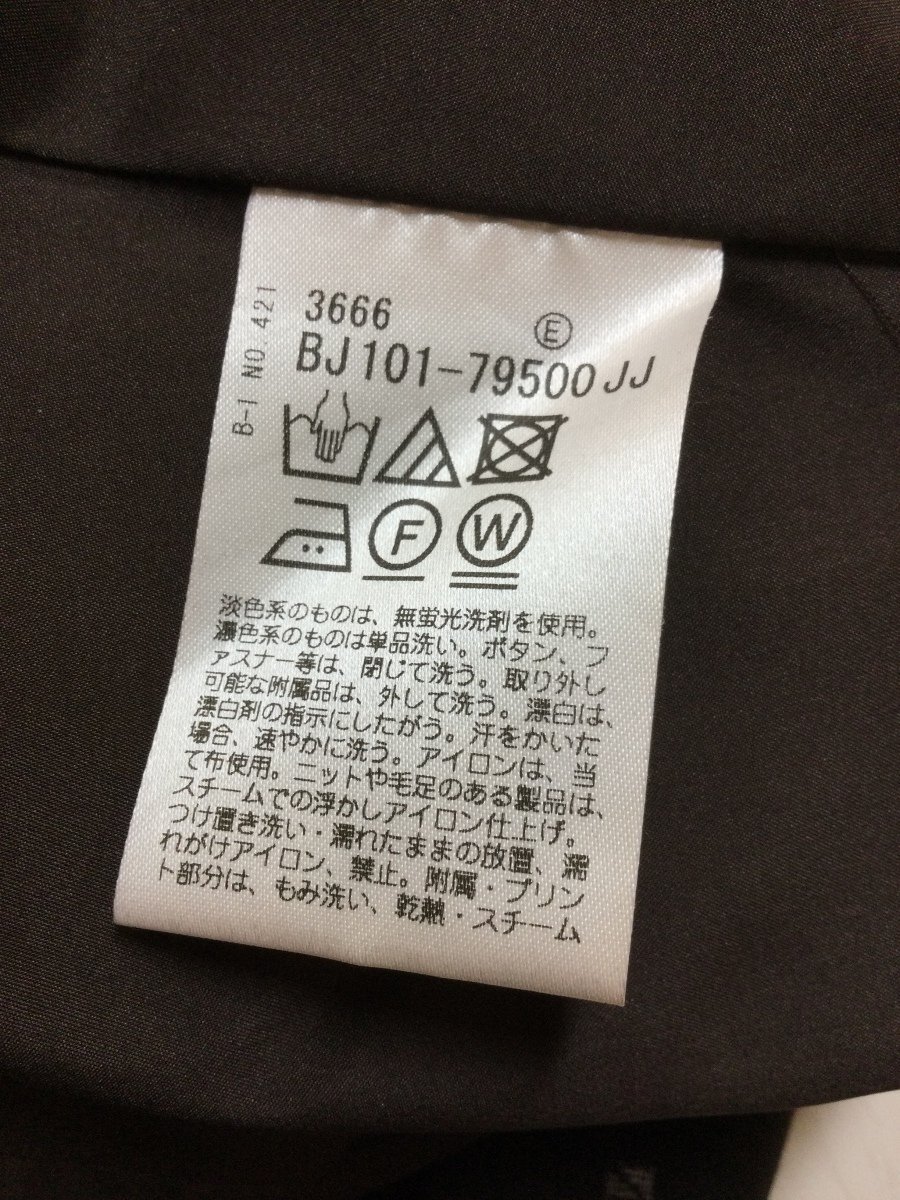 B-1 NO.421
3666
Ⓔ
BJ101-79500JJ
F
W
淡色系のものは、無蛍光洗剤を使用。
濃色系のものは単品洗い。ボタン、フ
ァスナー等は、閉じて洗う。取り外し
可能な附属品は、外して洗う。漂白は、
漂白剤の指示にしたがう。汗をかいた
場合、速やかに洗う。アイロンは、当
て布使用。ニットや毛足のある製品は、
スチームでの浮かしアイロン仕上げ。
つけ置き洗い・濡れたままの放置、濡
れがけアイロン、禁止。附属・プリン
ト部分は、もみ洗い、乾熱・スチーム